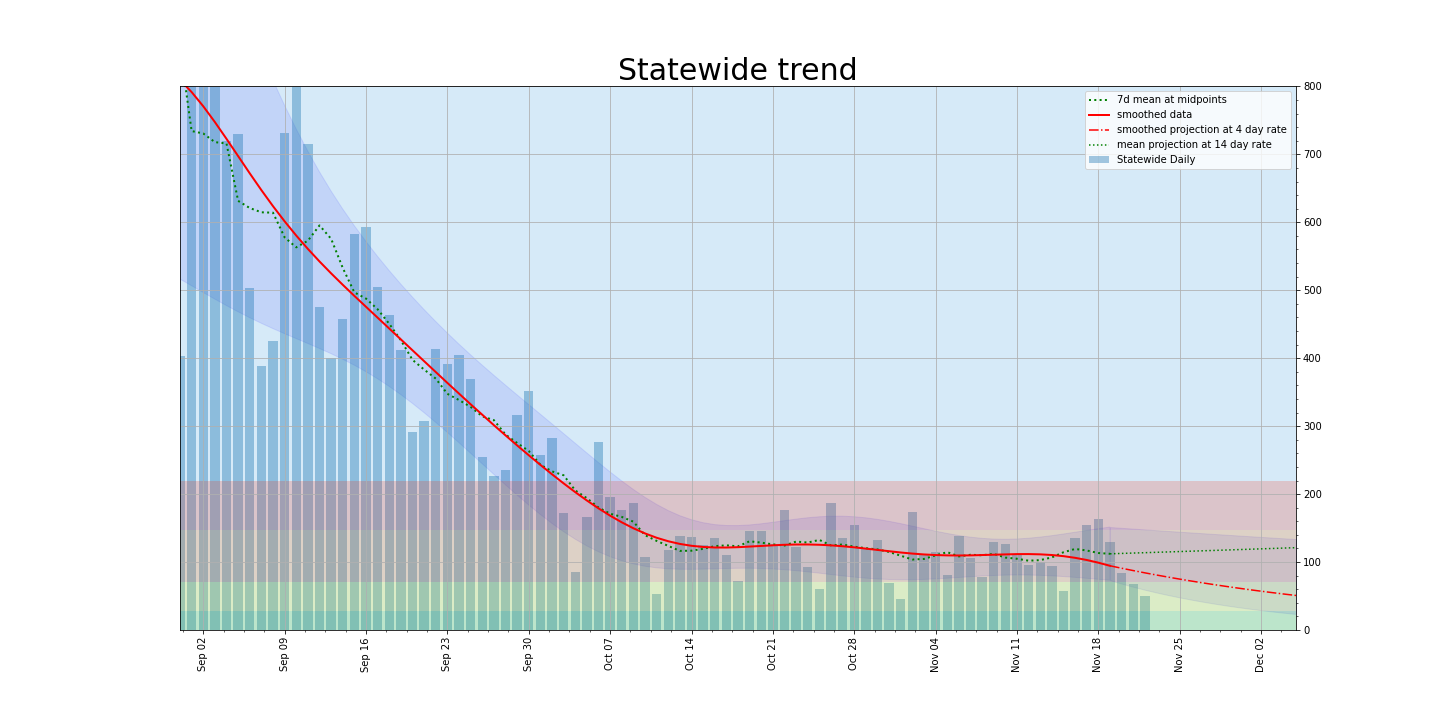 Statewide trend
7d mean at midpoints
smoothed data
smoothed projection at 4 day rate
mean projection at 14 day rate
Statewide Daily
800
700
600
500
400
300
200
100
0
Sep 02
Sep 09
Sep 16
Sep 23
Sep 30
Oct 07
Oct 14
Oct 21
Oct 28
Nov 04
Nov 11
Nov 18
Nov 25
Dec 02